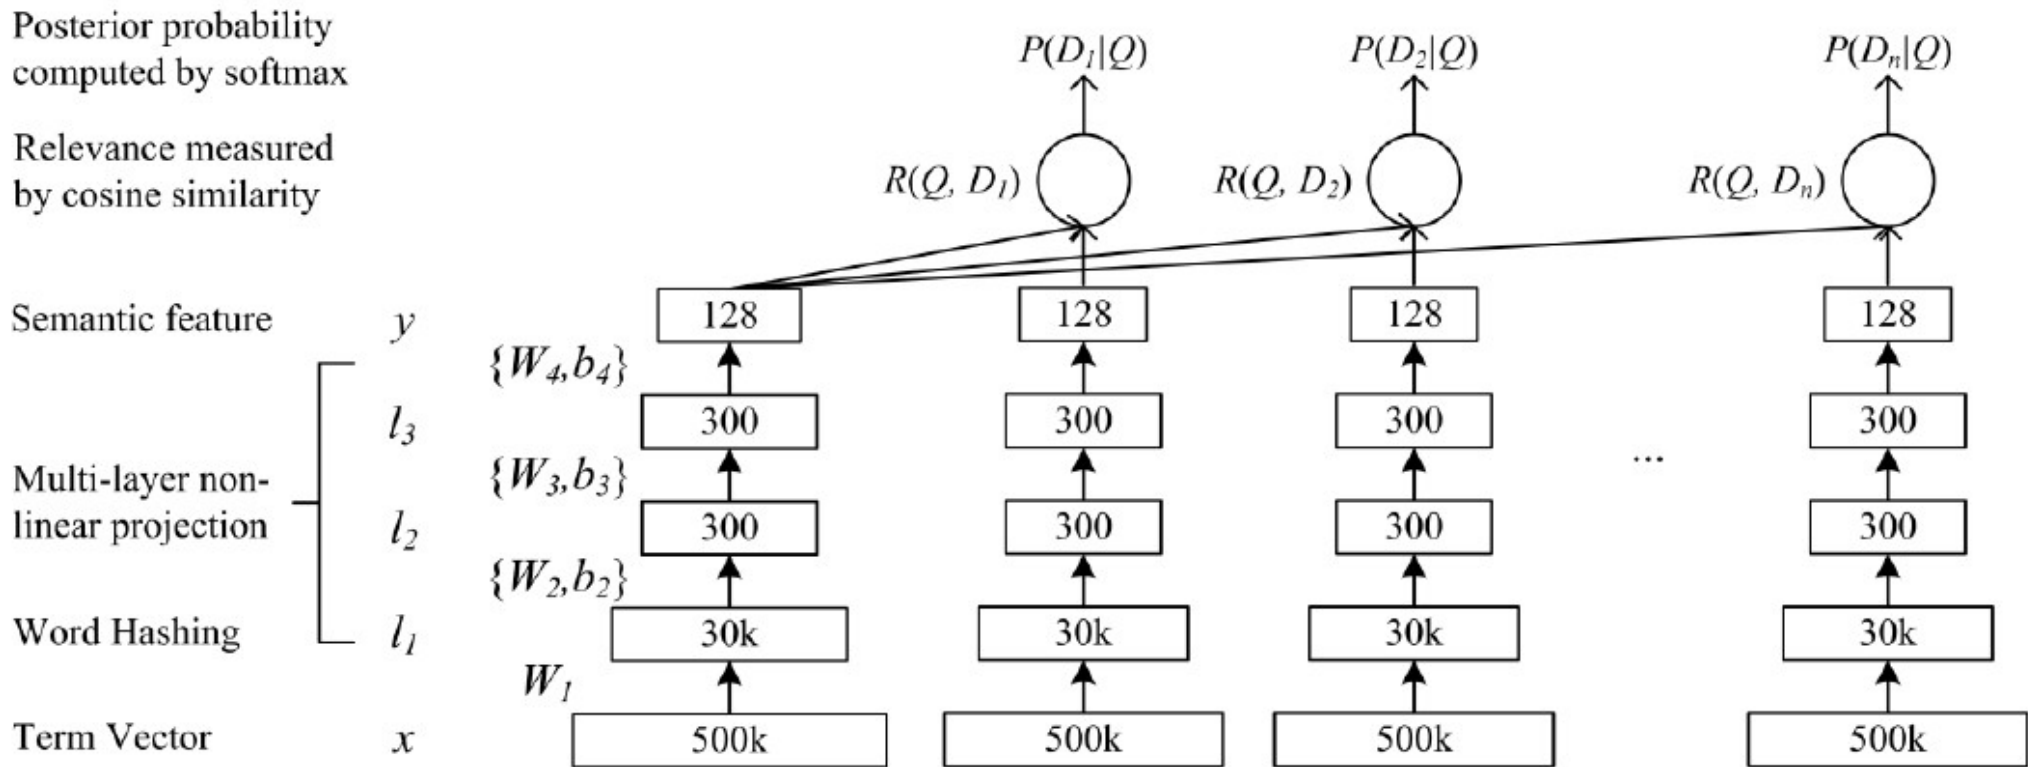 Posterior probability
computed by softmax
P(D₁|Q) P(D₂|Q) P(Dₙ|Q)
Relevance measured
by cosine similarity
R(Q, D₁) R(Q, D₂) R(Q, Dₙ)
Semantic feature y 128 128 128 128
{W₄,b₄}
l₃ 300 300 300 300
{W₃,b₃}
Multi-layer non-
linear projection
...
l₂ 300 300 300 300
{W₂,b₂}
Word Hashing l₁ 30k 30k 30k 30k
W₁
Term Vector x 500k 500k 500k 500k